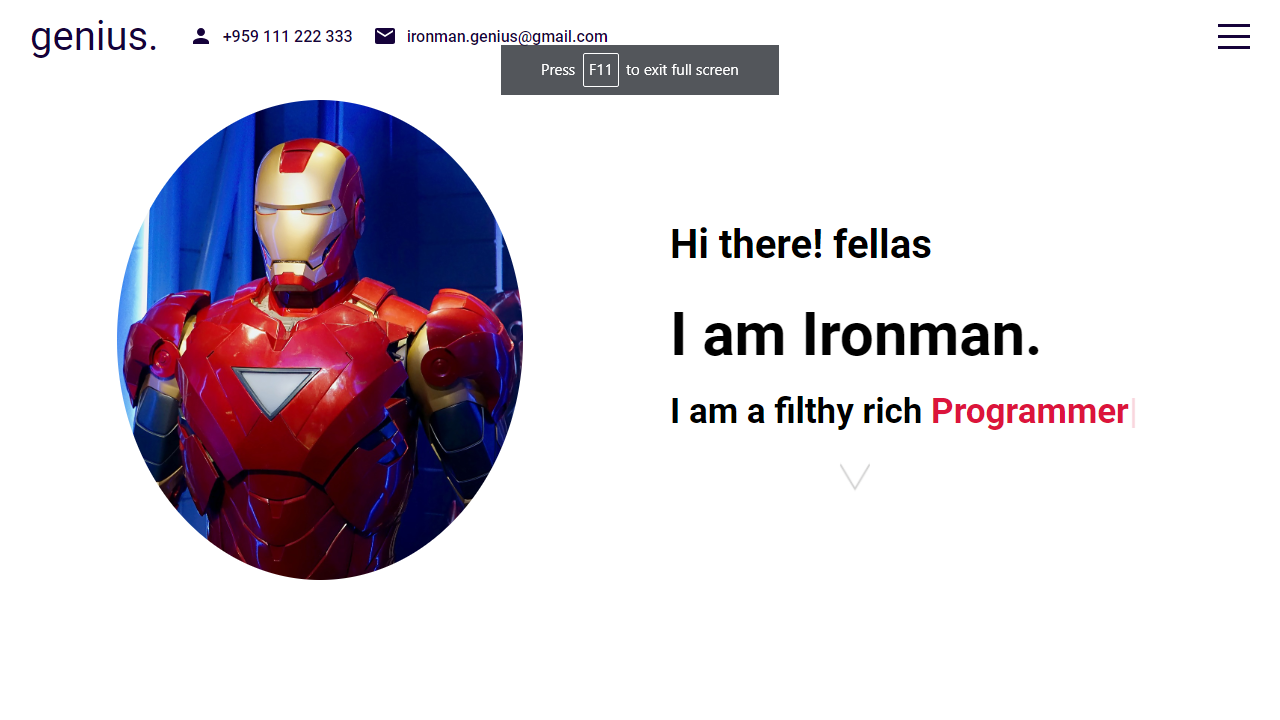 genius.
+959 111 222 333
ironman.genius@gmail.com
Press F11 to exit full screen
Hi there! fellas
I am Ironman.
I am a filthy rich Programmer